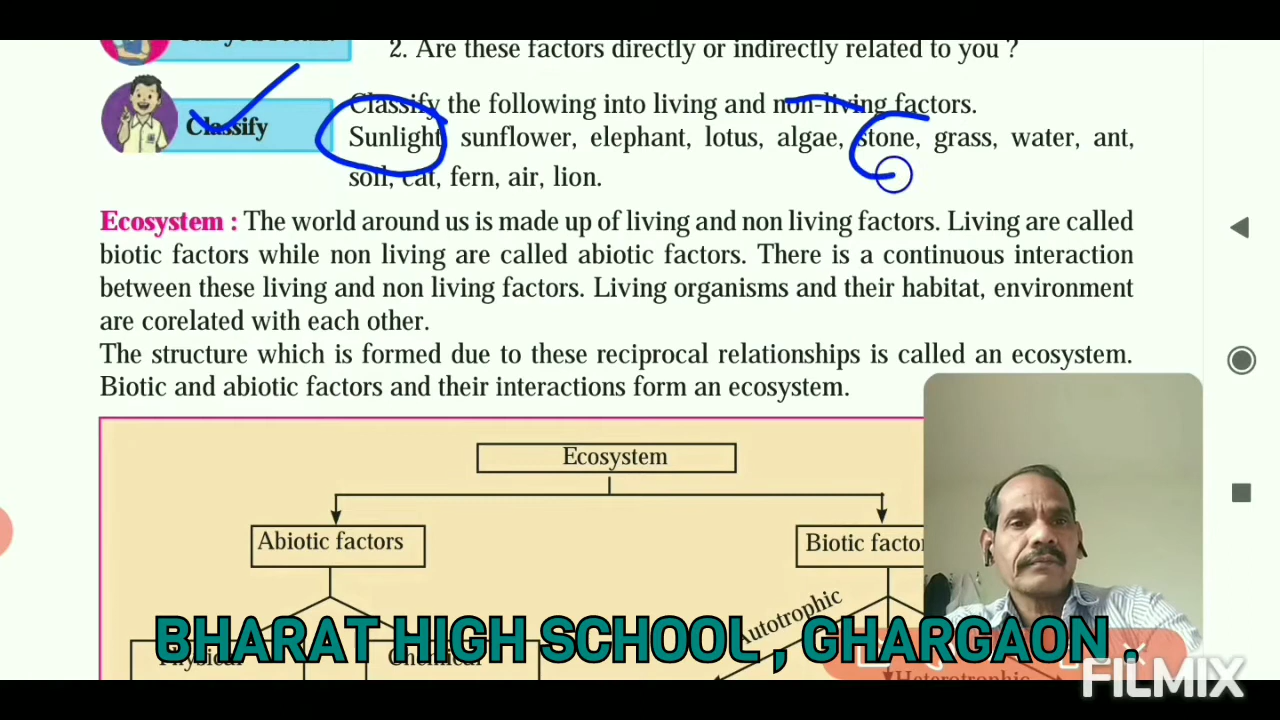 2. Are these factors directly or indirectly related to you ?
Classify
Classify the following into living and non-living factors.
Sunlight, sunflower, elephant, lotus, algae, stone, grass, water, ant,
soil, cat, fern, air, lion.
Ecosystem : The world around us is made up of living and non living factors. Living are called
biotic factors while non living are called abiotic factors. There is a continuous interaction
between these living and non living factors. Living organisms and their habitat, environment
are corelated with each other.
The structure which is formed due to these reciprocal relationships is called an ecosystem.
Biotic and abiotic factors and their interactions form an ecosystem.
Ecosystem
Abiotic factors
Biotic factor
Autotrophic
Physical
Chemical
Heterotrophic
BHARAT HIGH SCHOOL , GHARGAON .
FILMIX